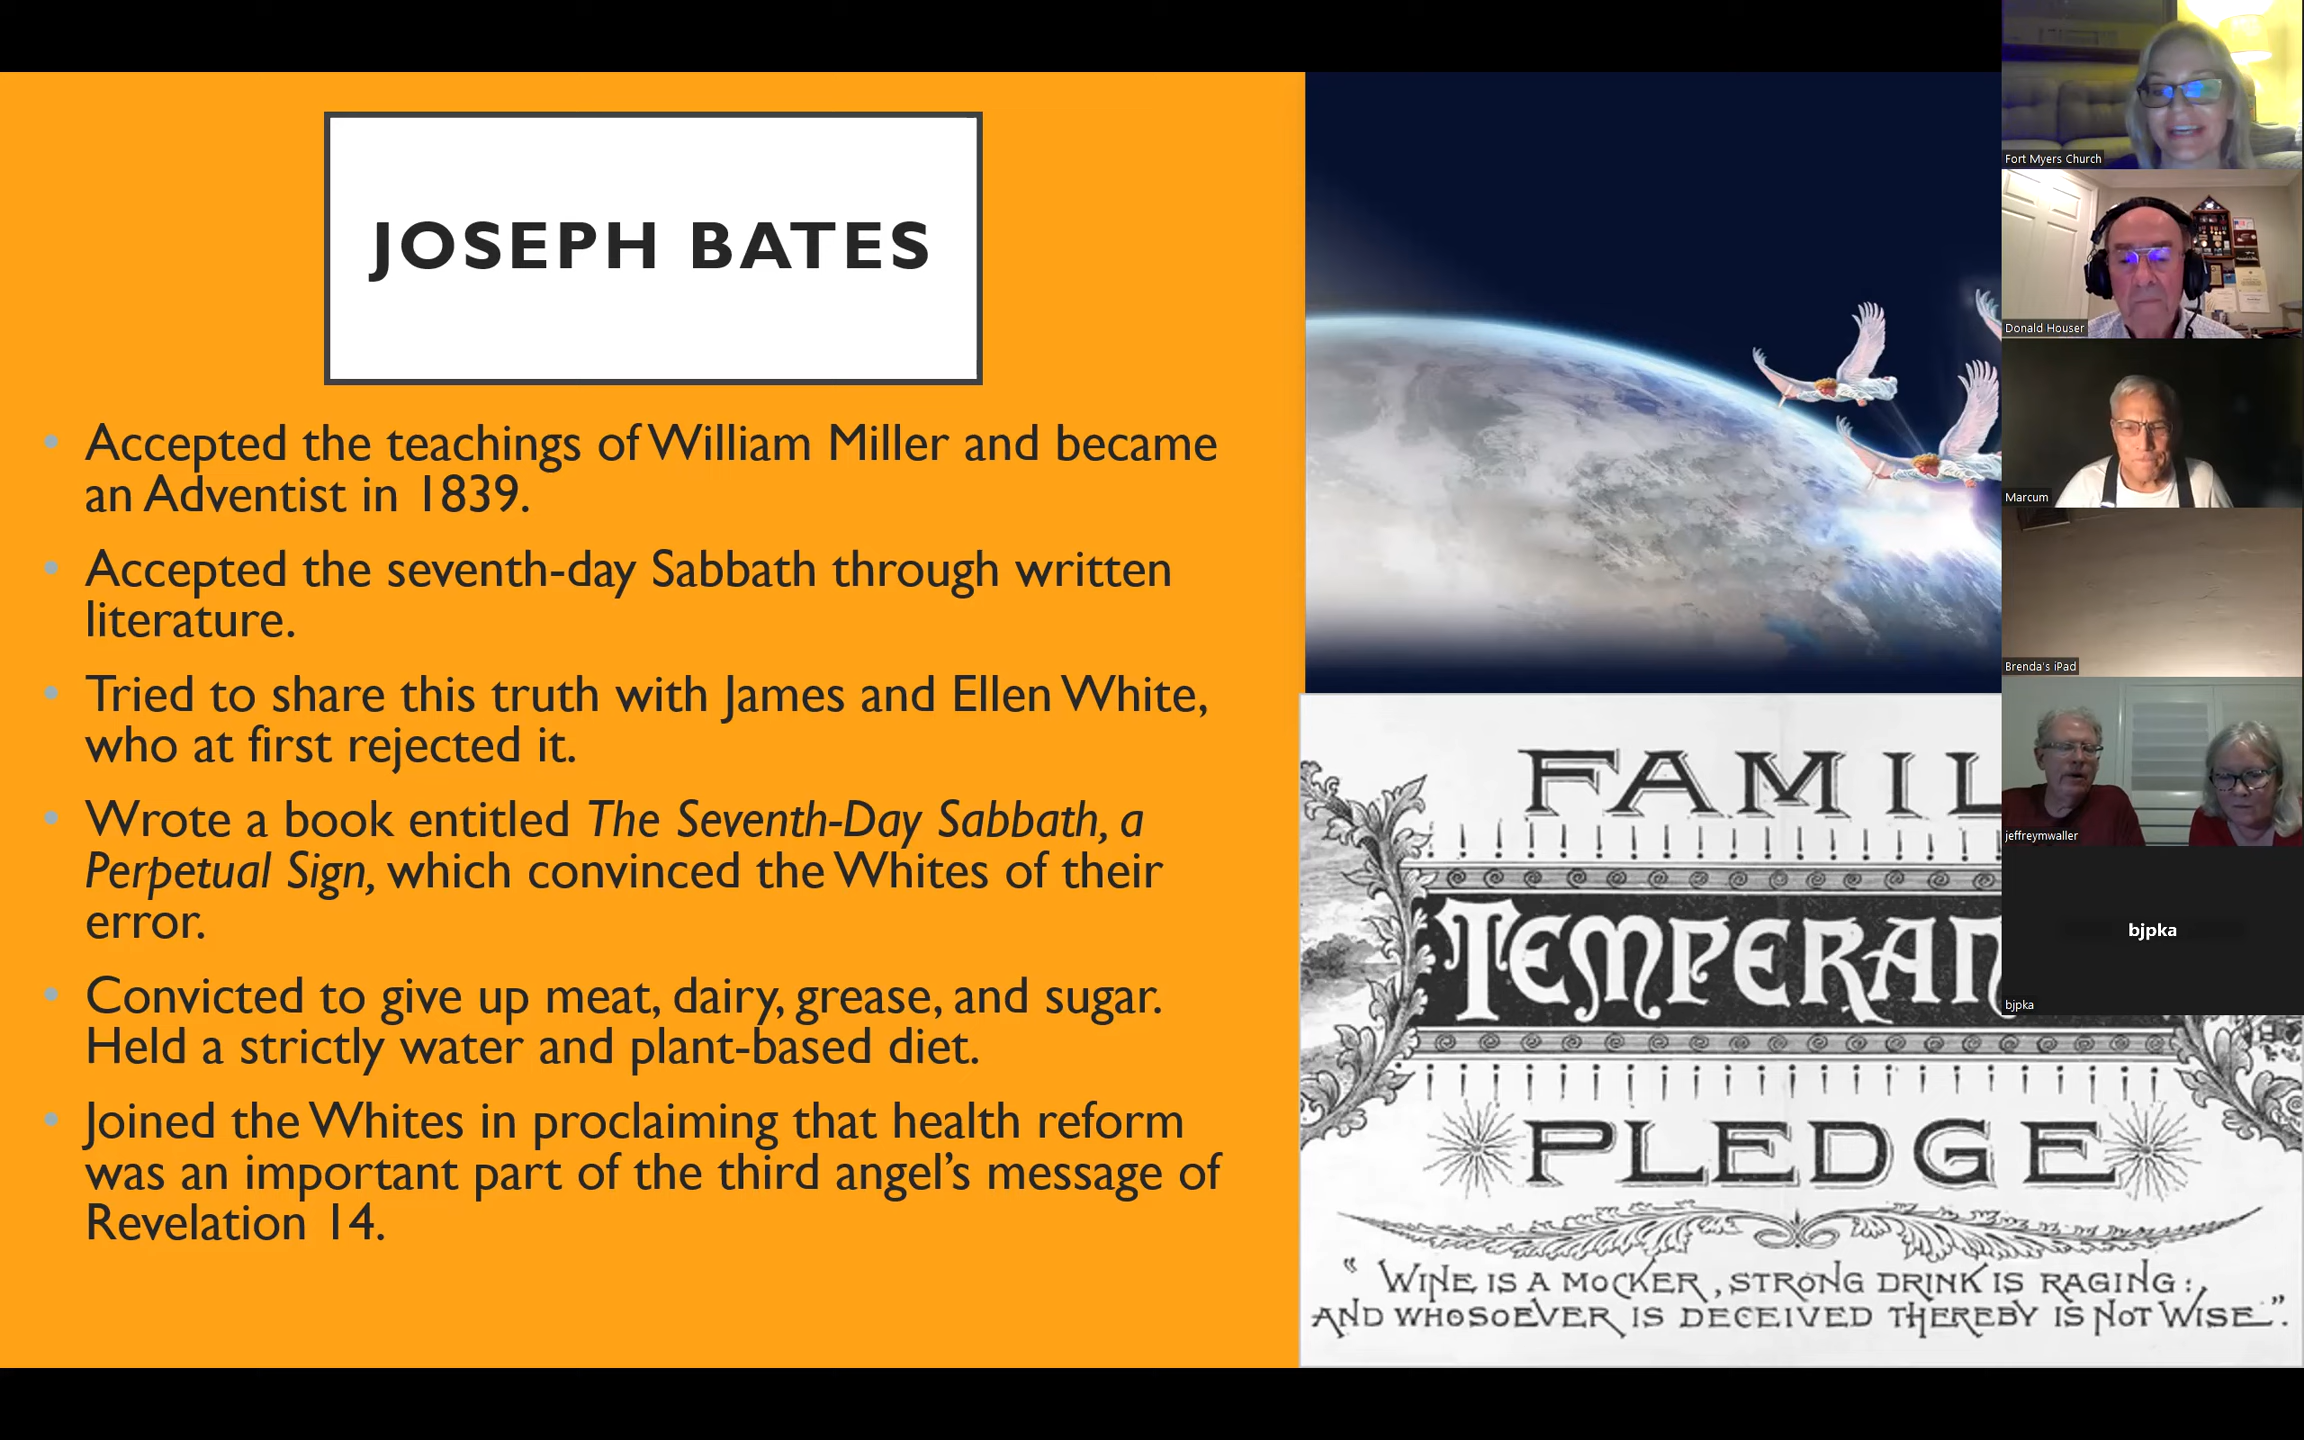 JOSEPH BATES
• Accepted the teachings of William Miller and became
an Adventist in 1839.
• Accepted the seventh-day Sabbath through written
literature.
• Tried to share this truth with James and Ellen White,
who at first rejected it.
• Wrote a book entitled The Seventh-Day Sabbath, a
Perpetual Sign, which convinced the Whites of their
error.
• Convicted to give up meat, dairy, grease, and sugar.
Held a strictly water and plant-based diet.
• Joined the Whites in proclaiming that health reform
was an important part of the third angel’s message of
Revelation 14.
FAMIL
TEMPERAN
PLEDGE
“WINE IS A MOCKER, STRONG DRINK IS RAGING:
AND WHOSOEVER IS DECEIVED THEREBY IS NOT WISE.”
Fort Myers Church
Donald Houser
Marcum
Brenda's iPad
jeffreymwaller
bjpka
bjpka